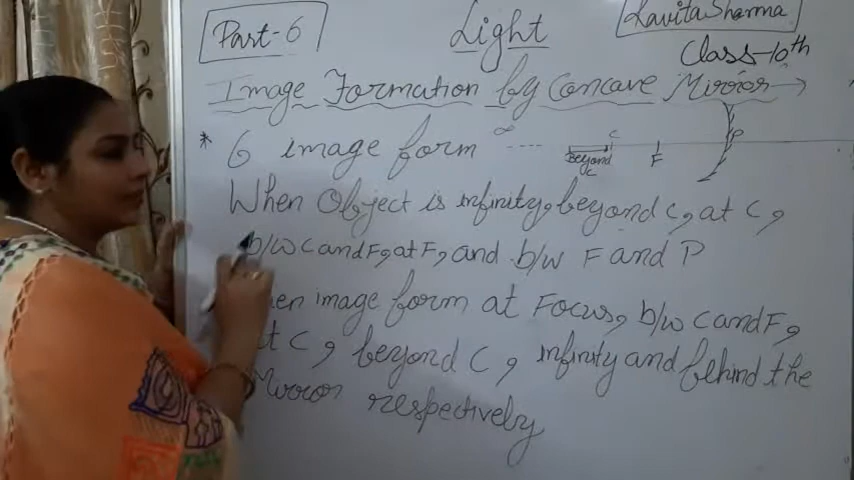 Part-6
Light
Kavita Sharma
Class-10th
Image Formation by Concave Mirror →
* 6 image form
∞ ---- Beyond C C F P
When Object is infinity, beyond C, at C,
b/w C and F, at F, and b/w F and P
image form at Focus, b/w C and F,
C, beyond C, infinity and behind the
Mirror respectively